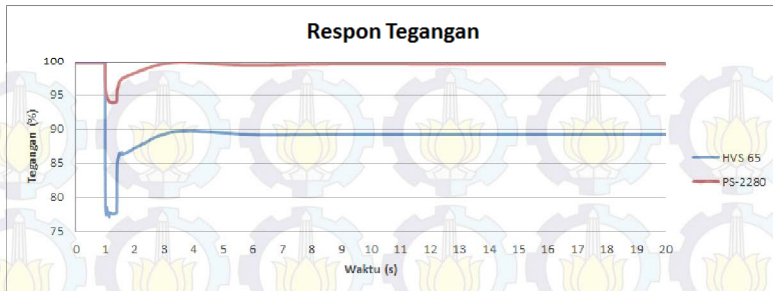 Respon Tegangan
Tegangan (%)
100
95
90
85
80
75
0 1 2 3 4 5 6 7 8 9 10 11 12 13 14 15 16 17 18 19 20
Waktu (s)
HVS 65
PS-2280